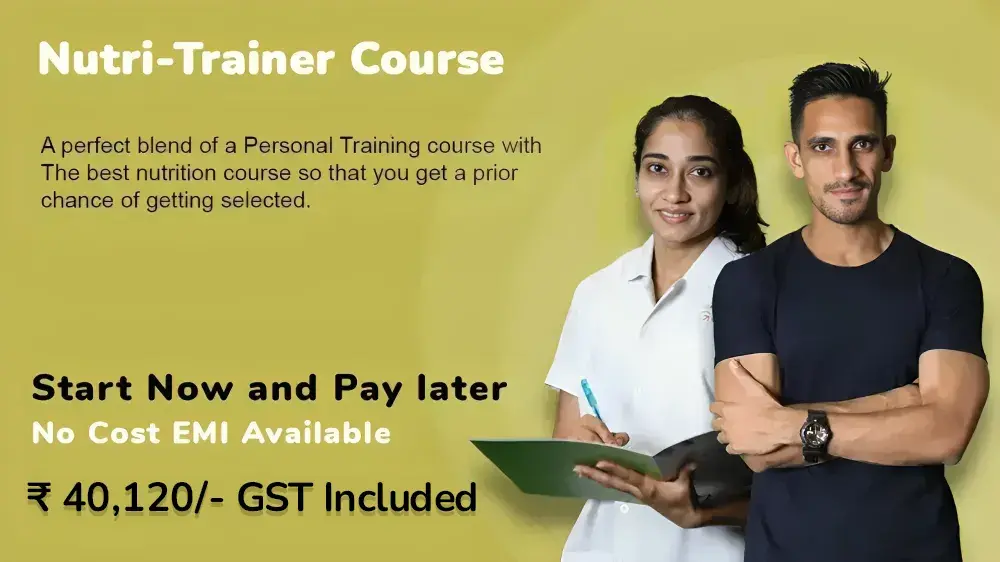 Nutri-Trainer Course
A perfect blend of a Personal Training course with
The best nutrition course so that you get a prior
chance of getting selected.
Start Now and Pay later
No Cost EMI Available
₹ 40,120/- GST Included